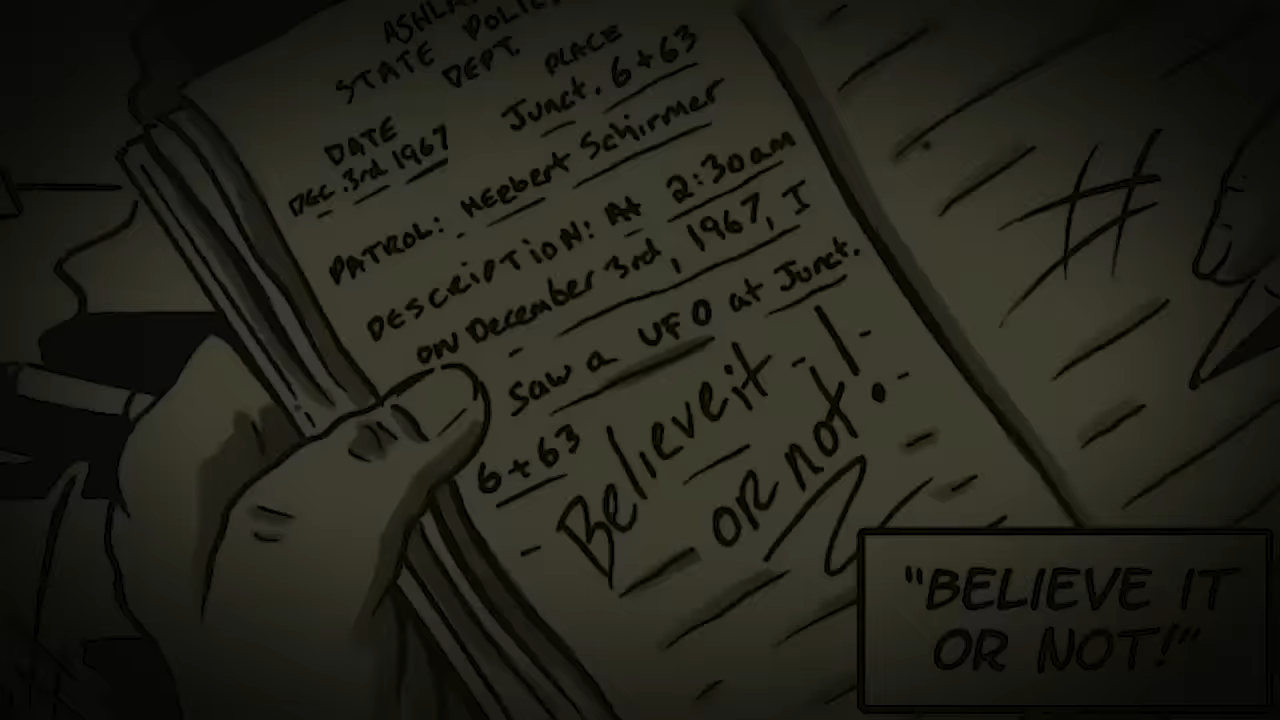 ASHLA
STATE POLICE
DEPT.
DATE
DEC. 3rd 1967
PLACE
Junct. 6+63
PATROL: HERbert Schirmer
DESCRIPTION: At 2:30am
ON December 3rd, 1967, I
saw a UFO at Junct.
6+63
Believe it
OR not!
"BELIEVE IT
OR NOT!"